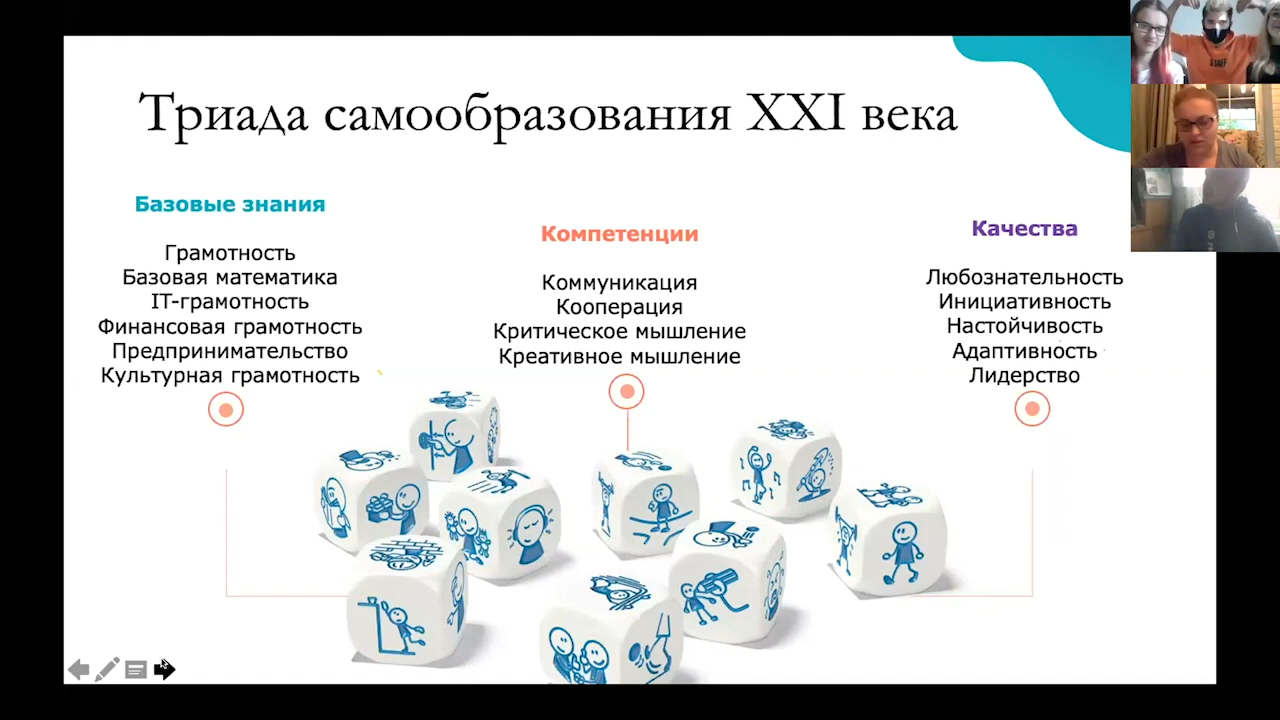 Триада самообразования XXI века
Базовые знания
Грамотность
Базовая математика
IT-грамотность
Финансовая грамотность
Предпринимательство
Культурная грамотность
Компетенции
Коммуникация
Кооперация
Критическое мышление
Креативное мышление
Качества
Любознательность
Инициативность
Настойчивость
Адаптивность
Лидерство